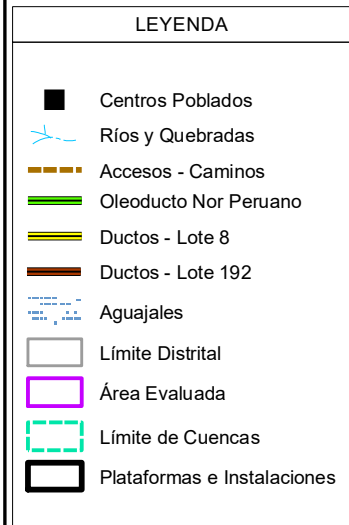 LEYENDA
Centros Poblados
Ríos y Quebradas
Accesos - Caminos
Oleoducto Nor Peruano
Ductos - Lote 8
Ductos - Lote 192
Aguajales
Límite Distrital
Área Evaluada
Límite de Cuencas
Plataformas e Instalaciones